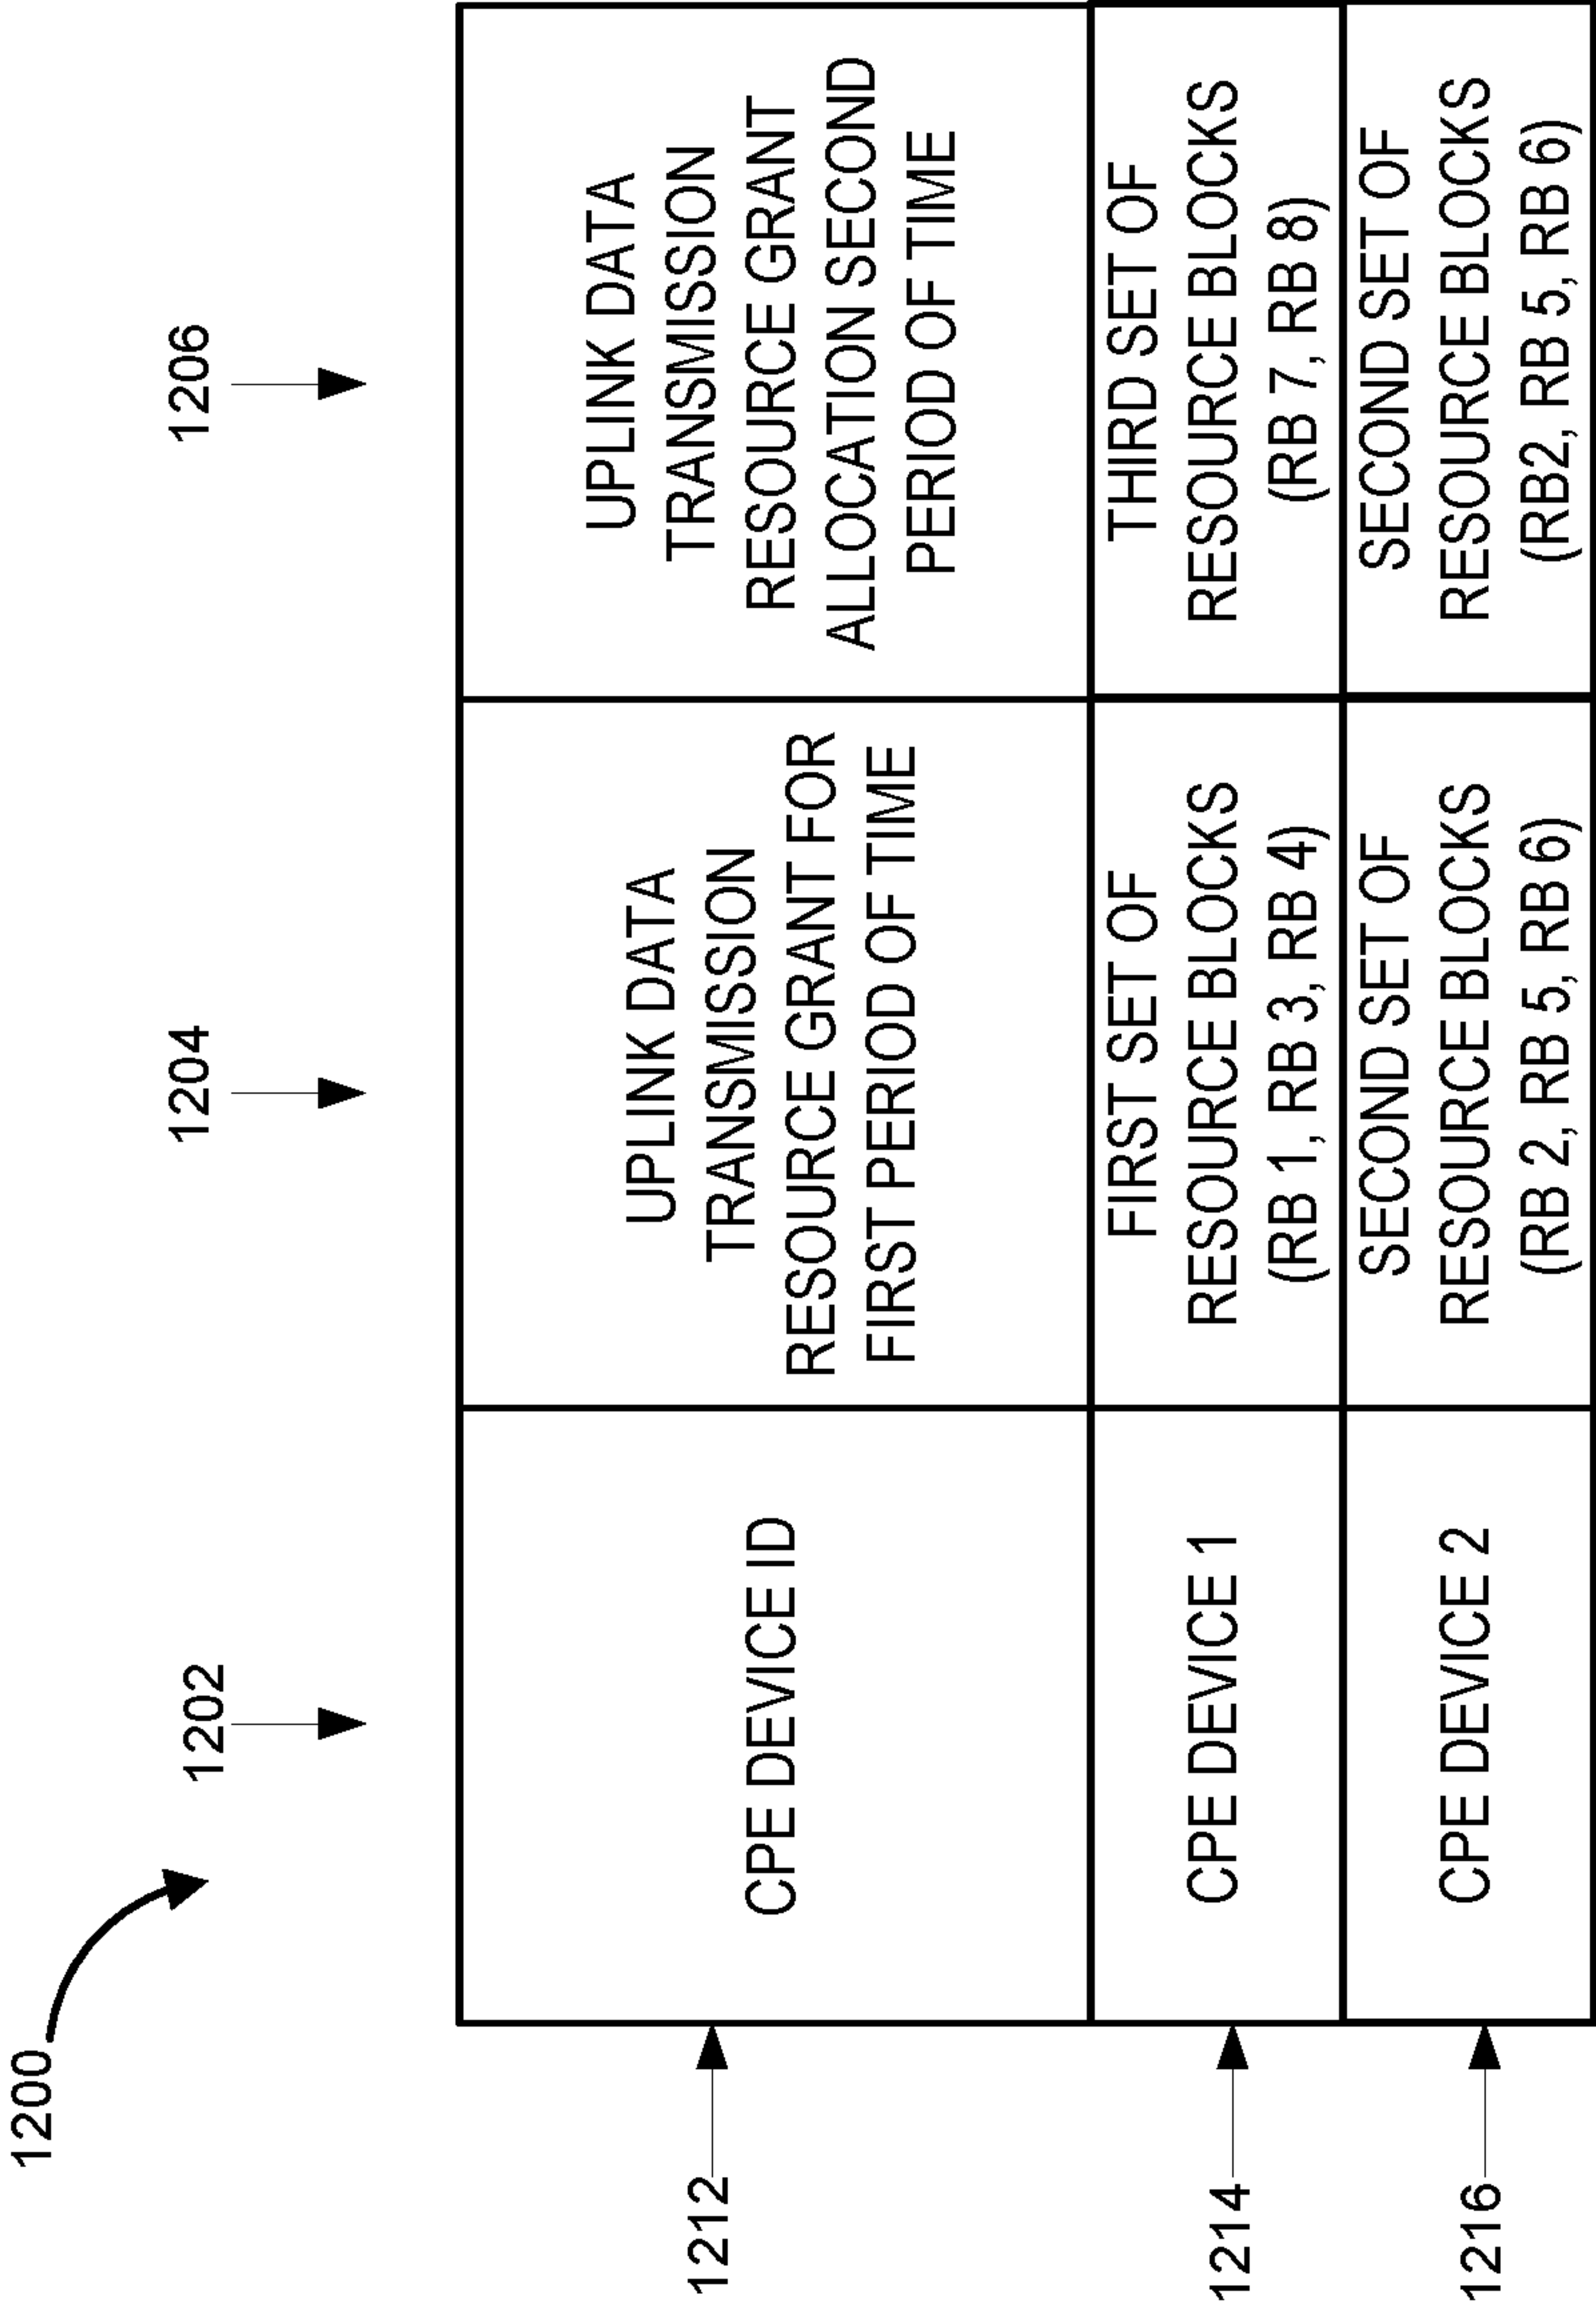 1200
1202
1204
1206
1212
CPE DEVICE ID
UPLINK DATA
TRANSMISSION
RESOURCE GRANT FOR
FIRST PERIOD OF TIME
UPLINK DATA
TRANSMISSION
RESOURCE GRANT
ALLOCATION SECOND
PERIOD OF TIME
1214
CPE DEVICE 1
FIRST SET OF
RESOURCE BLOCKS
(RB 1, RB 3, RB 4)
THIRD SET OF
RESOURCE BLOCKS
(RB 7, RB 8)
1216
CPE DEVICE 2
SECOND SET OF
RESOURCE BLOCKS
(RB 2, RB 5, RB 6)
SECOND SET OF
RESOURCE BLOCKS
(RB2, RB 5, RB 6)